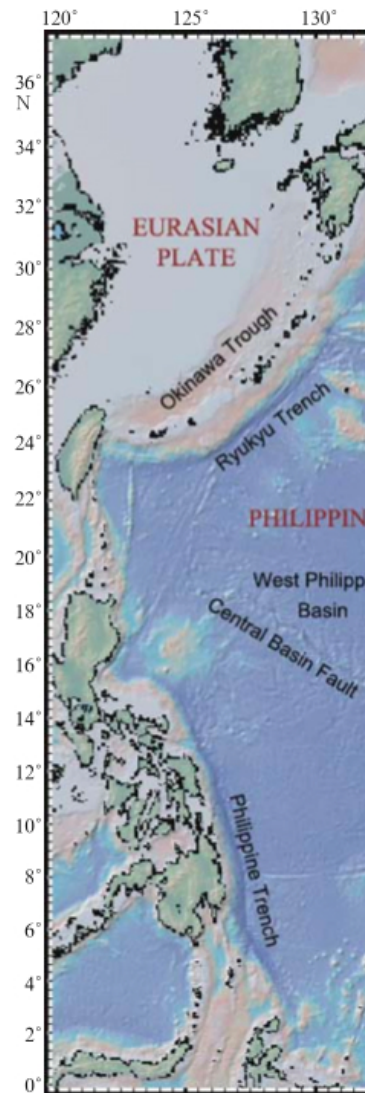 120° 125° 130°
36°
N
34°
32°
EURASIAN
PLATE
30°
28°
Okinawa Trough
26°
Ryukyu Trench
24°
22°
PHILIPPIN
20°
West Philipp
Basin
18°
Central Basin Fault
16°
14°
12°
10°
Philippine Trench
8°
6°
4°
2°
0°